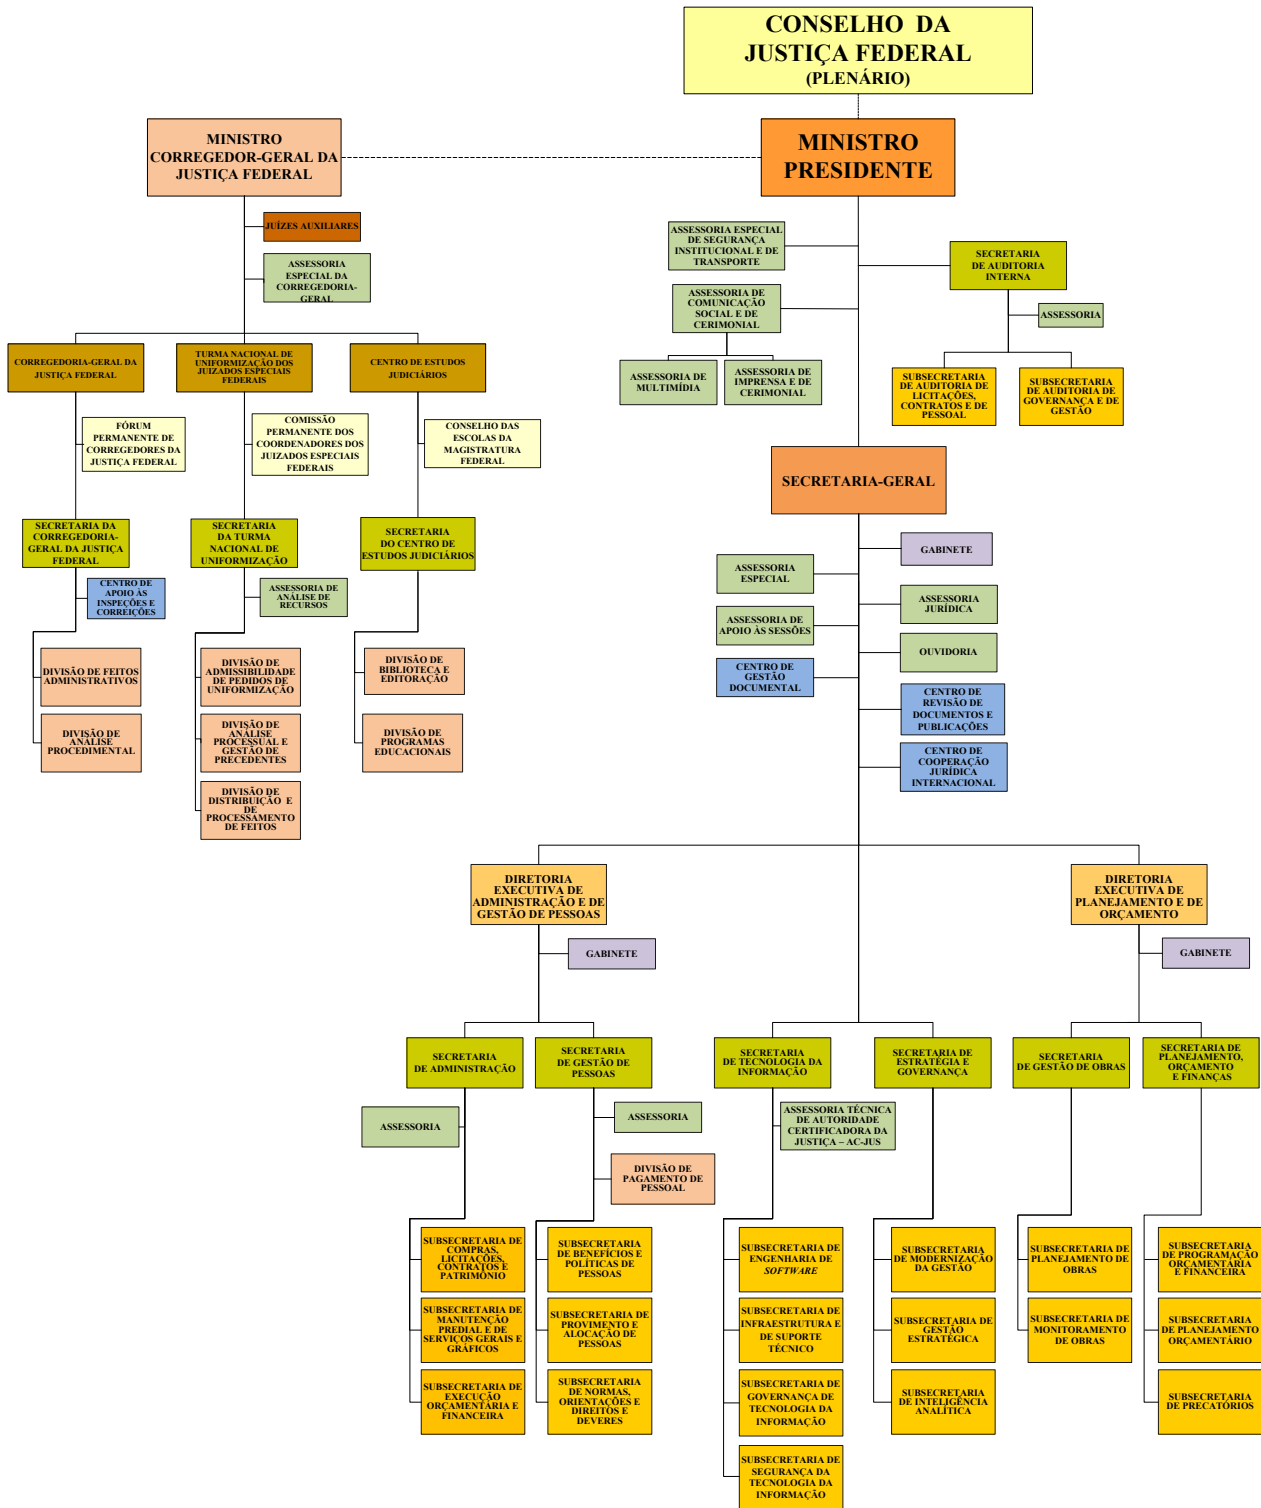 CONSELHO DA
JUSTIÇA FEDERAL
(PLENÁRIO)
MINISTRO
CORREGEDOR-GERAL DA
JUSTIÇA FEDERAL
MINISTRO
PRESIDENTE
JUÍZES AUXILIARES
ASSESSORIA
ESPECIAL DA
CORREGEDORIA-
GERAL
ASSESSORIA ESPECIAL
DE SEGURANÇA
INSTITUCIONAL E DE
TRANSPORTE
SECRETARIA
DE AUDITORIA
INTERNA
ASSESSORIA DE
COMUNICAÇÃO
SOCIAL E DE
CERIMONIAL
ASSESSORIA
CORREGEDORIA-GERAL DA
JUSTIÇA FEDERAL
TURMA NACIONAL DE
UNIFORMIZAÇÃO DOS
JUIZADOS ESPECIAIS
FEDERAIS
CENTRO DE ESTUDOS
JUDICIÁRIOS
ASSESSORIA DE
MULTIMÍDIA
ASSESSORIA DE
IMPRENSA E DE
CERIMONIAL
SUBSECRETARIA
DE AUDITORIA DE
LICITAÇÕES,
CONTRATOS E DE
PESSOAL
SUBSECRETARIA
DE AUDITORIA DE
GOVERNANÇA E DE
GESTÃO
FÓRUM
PERMANENTE DE
CORREGEDORES DA
JUSTIÇA FEDERAL
COMISSÃO
PERMANENTE DOS
COORDENADORES DOS
JUIZADOS ESPECIAIS
FEDERAIS
CONSELHO DAS
ESCOLAS DA
MAGISTRATURA
FEDERAL
SECRETARIA-GERAL
SECRETARIA DA
CORREGEDORIA-
GERAL DA JUSTIÇA
FEDERAL
SECRETARIA
DA TURMA
NACIONAL DE
UNIFORMIZAÇÃO
SECRETARIA
DO CENTRO DE
ESTUDOS JUDICIÁRIOS
GABINETE
ASSESSORIA
ESPECIAL
CENTRO DE
APOIO ÀS
INSPEÇÕES E
CORREIÇÕES
ASSESSORIA DE
ANÁLISE DE
RECURSOS
ASSESSORIA
JURÍDICA
ASSESSORIA DE
APOIO ÀS SESSÕES
OUVIDORIA
DIVISÃO DE FEITOS
ADMINISTRATIVOS
DIVISÃO DE
ADMISSIBILIDADE
DE PEDIDOS DE
UNIFORMIZAÇÃO
DIVISÃO DE
BIBLIOTECA E
EDITORAÇÃO
CENTRO DE
GESTÃO
DOCUMENTAL
CENTRO DE
REVISÃO DE
DOCUMENTOS E
PUBLICAÇÕES
DIVISÃO DE
ANÁLISE
PROCEDIMENTAL
DIVISÃO DE
ANÁLISE
PROCESSUAL E
GESTÃO DE
PRECEDENTES
DIVISÃO DE
PROGRAMAS
EDUCACIONAIS
CENTRO DE
COOPERAÇÃO
JURÍDICA
INTERNACIONAL
DIVISÃO DE
DISTRIBUIÇÃO E
DE
PROCESSAMENTO
DE FEITOS
DIRETORIA
EXECUTIVA DE
ADMINISTRAÇÃO E DE
GESTÃO DE PESSOAS
DIRETORIA
EXECUTIVA DE
PLANEJAMENTO E DE
ORÇAMENTO
GABINETE
GABINETE
SECRETARIA
DE ADMINISTRAÇÃO
SECRETARIA
DE GESTÃO DE
PESSOAS
SECRETARIA
DE TECNOLOGIA DA
INFORMAÇÃO
SECRETARIA DE
ESTRATÉGIA E
GOVERNANÇA
SECRETARIA
DE GESTÃO DE OBRAS
SECRETARIA DE
PLANEJAMENTO,
ORÇAMENTO
E FINANÇAS
ASSESSORIA
ASSESSORIA
ASSESSORIA TÉCNICA
DE AUTORIDADE
CERTIFICADORA DA
JUSTIÇA – AC-JUS
DIVISÃO DE
PAGAMENTO DE
PESSOAL
SUBSECRETARIA DE
COMPRAS,
LICITAÇÕES,
CONTRATOS E
PATRIMÔNIO
SUBSECRETARIA
DE BENEFÍCIOS E
POLÍTICAS DE
PESSOAS
SUBSECRETARIA DE
ENGENHARIA DE
SOFTWARE
SUBSECRETARIA
DE MODERNIZAÇÃO
DA GESTÃO
SUBSECRETARIA DE
PLANEJAMENTO DE
OBRAS
SUBSECRETARIA
DE PROGRAMAÇÃO
ORÇAMENTÁRIA
E FINANCEIRA
SUBSECRETARIA DE
MANUTENÇÃO
PREDIAL E DE
SERVIÇOS GERAIS E
GRÁFICOS
SUBSECRETARIA DE
PROVIMENTO E
ALOCAÇÃO DE
PESSOAS
SUBSECRETARIA DE
INFRAESTRUTURA E
DE SUPORTE
TÉCNICO
SUBSECRETARIA DE
GESTÃO
ESTRATÉGICA
SUBSECRETARIA DE
MONITORAMENTO
DE OBRAS
SUBSECRETARIA
DE PLANEJAMENTO
ORÇAMENTÁRIO
SUBSECRETARIA DE
EXECUÇÃO
ORÇAMENTÁRIA E
FINANCEIRA
SUBSECRETARIA
DE NORMAS,
ORIENTAÇÕES E
DIREITOS E
DEVERES
SUBSECRETARIA DE
GOVERNANÇA DE
TECNOLOGIA DA
INFORMAÇÃO
SUBSECRETARIA
DE INTELIGÊNCIA
ANALÍTICA
SUBSECRETARIA
DE PRECATÓRIOS
SUBSECRETARIA DE
SEGURANÇA DA
TECNOLOGIA DA
INFORMAÇÃO